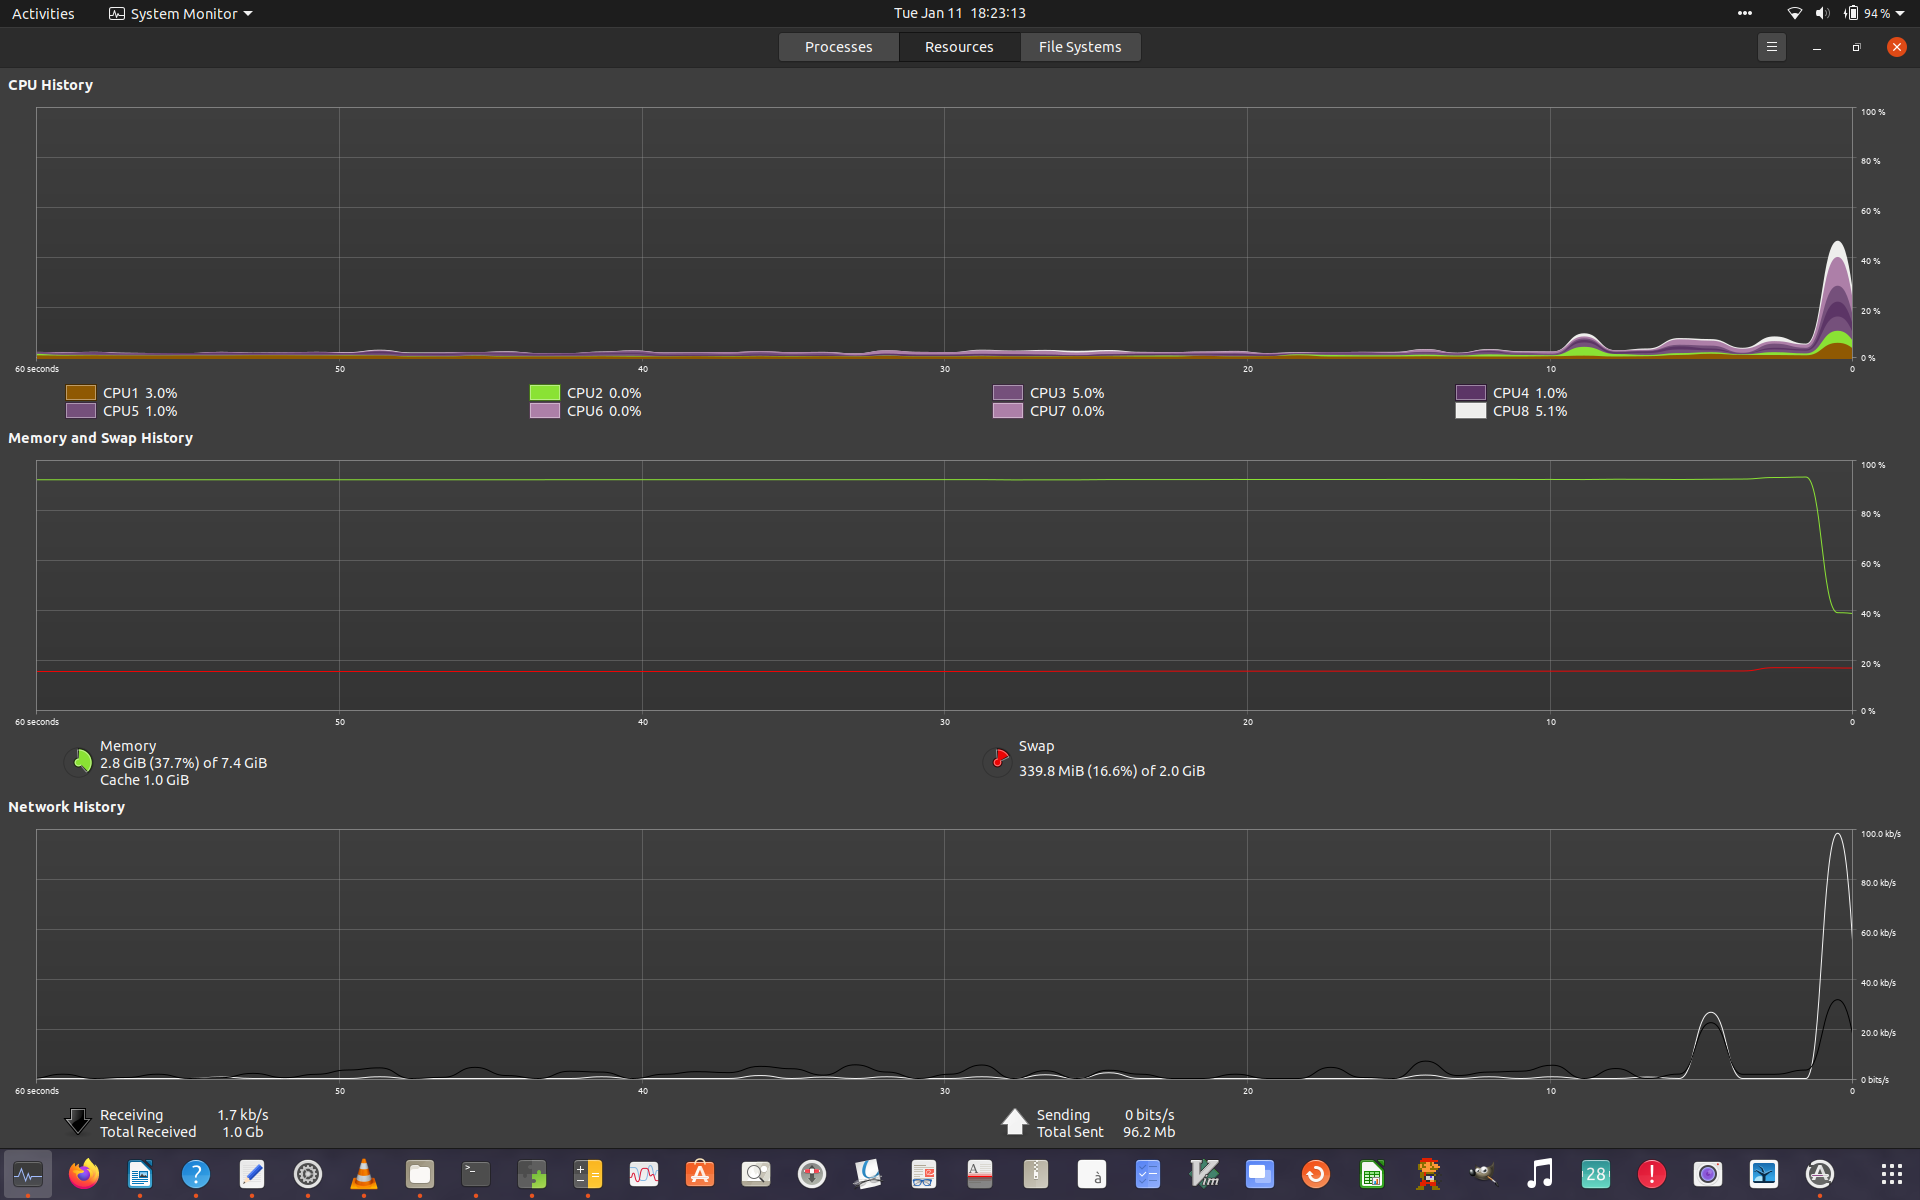 Activities System Monitor Tue Jan 11 18:23:13 94 %
Processes Resources File Systems
CPU History
100 %
80 %
60 %
40 %
20 %
0 %
60 seconds 50 40 30 20 10 0
CPU1 3.0% CPU2 0.0% CPU3 5.0% CPU4 1.0%
CPU5 1.0% CPU6 0.0% CPU7 0.0% CPU8 5.1%
Memory and Swap History
100 %
80 %
60 %
40 %
20 %
0 %
60 seconds 50 40 30 20 10 0
Memory Swap
2.8 GiB (37.7%) of 7.4 GiB 339.8 MiB (16.6%) of 2.0 GiB
Cache 1.0 GiB
Network History
100.0 kb/s
80.0 kb/s
60.0 kb/s
40.0 kb/s
20.0 kb/s
0 bits/s
60 seconds 50 40 30 20 10 0
Receiving 1.7 kb/s Sending 0 bits/s
Total Received 1.0 Gb Total Sent 96.2 Mb
? >_ A à Vim 28 !